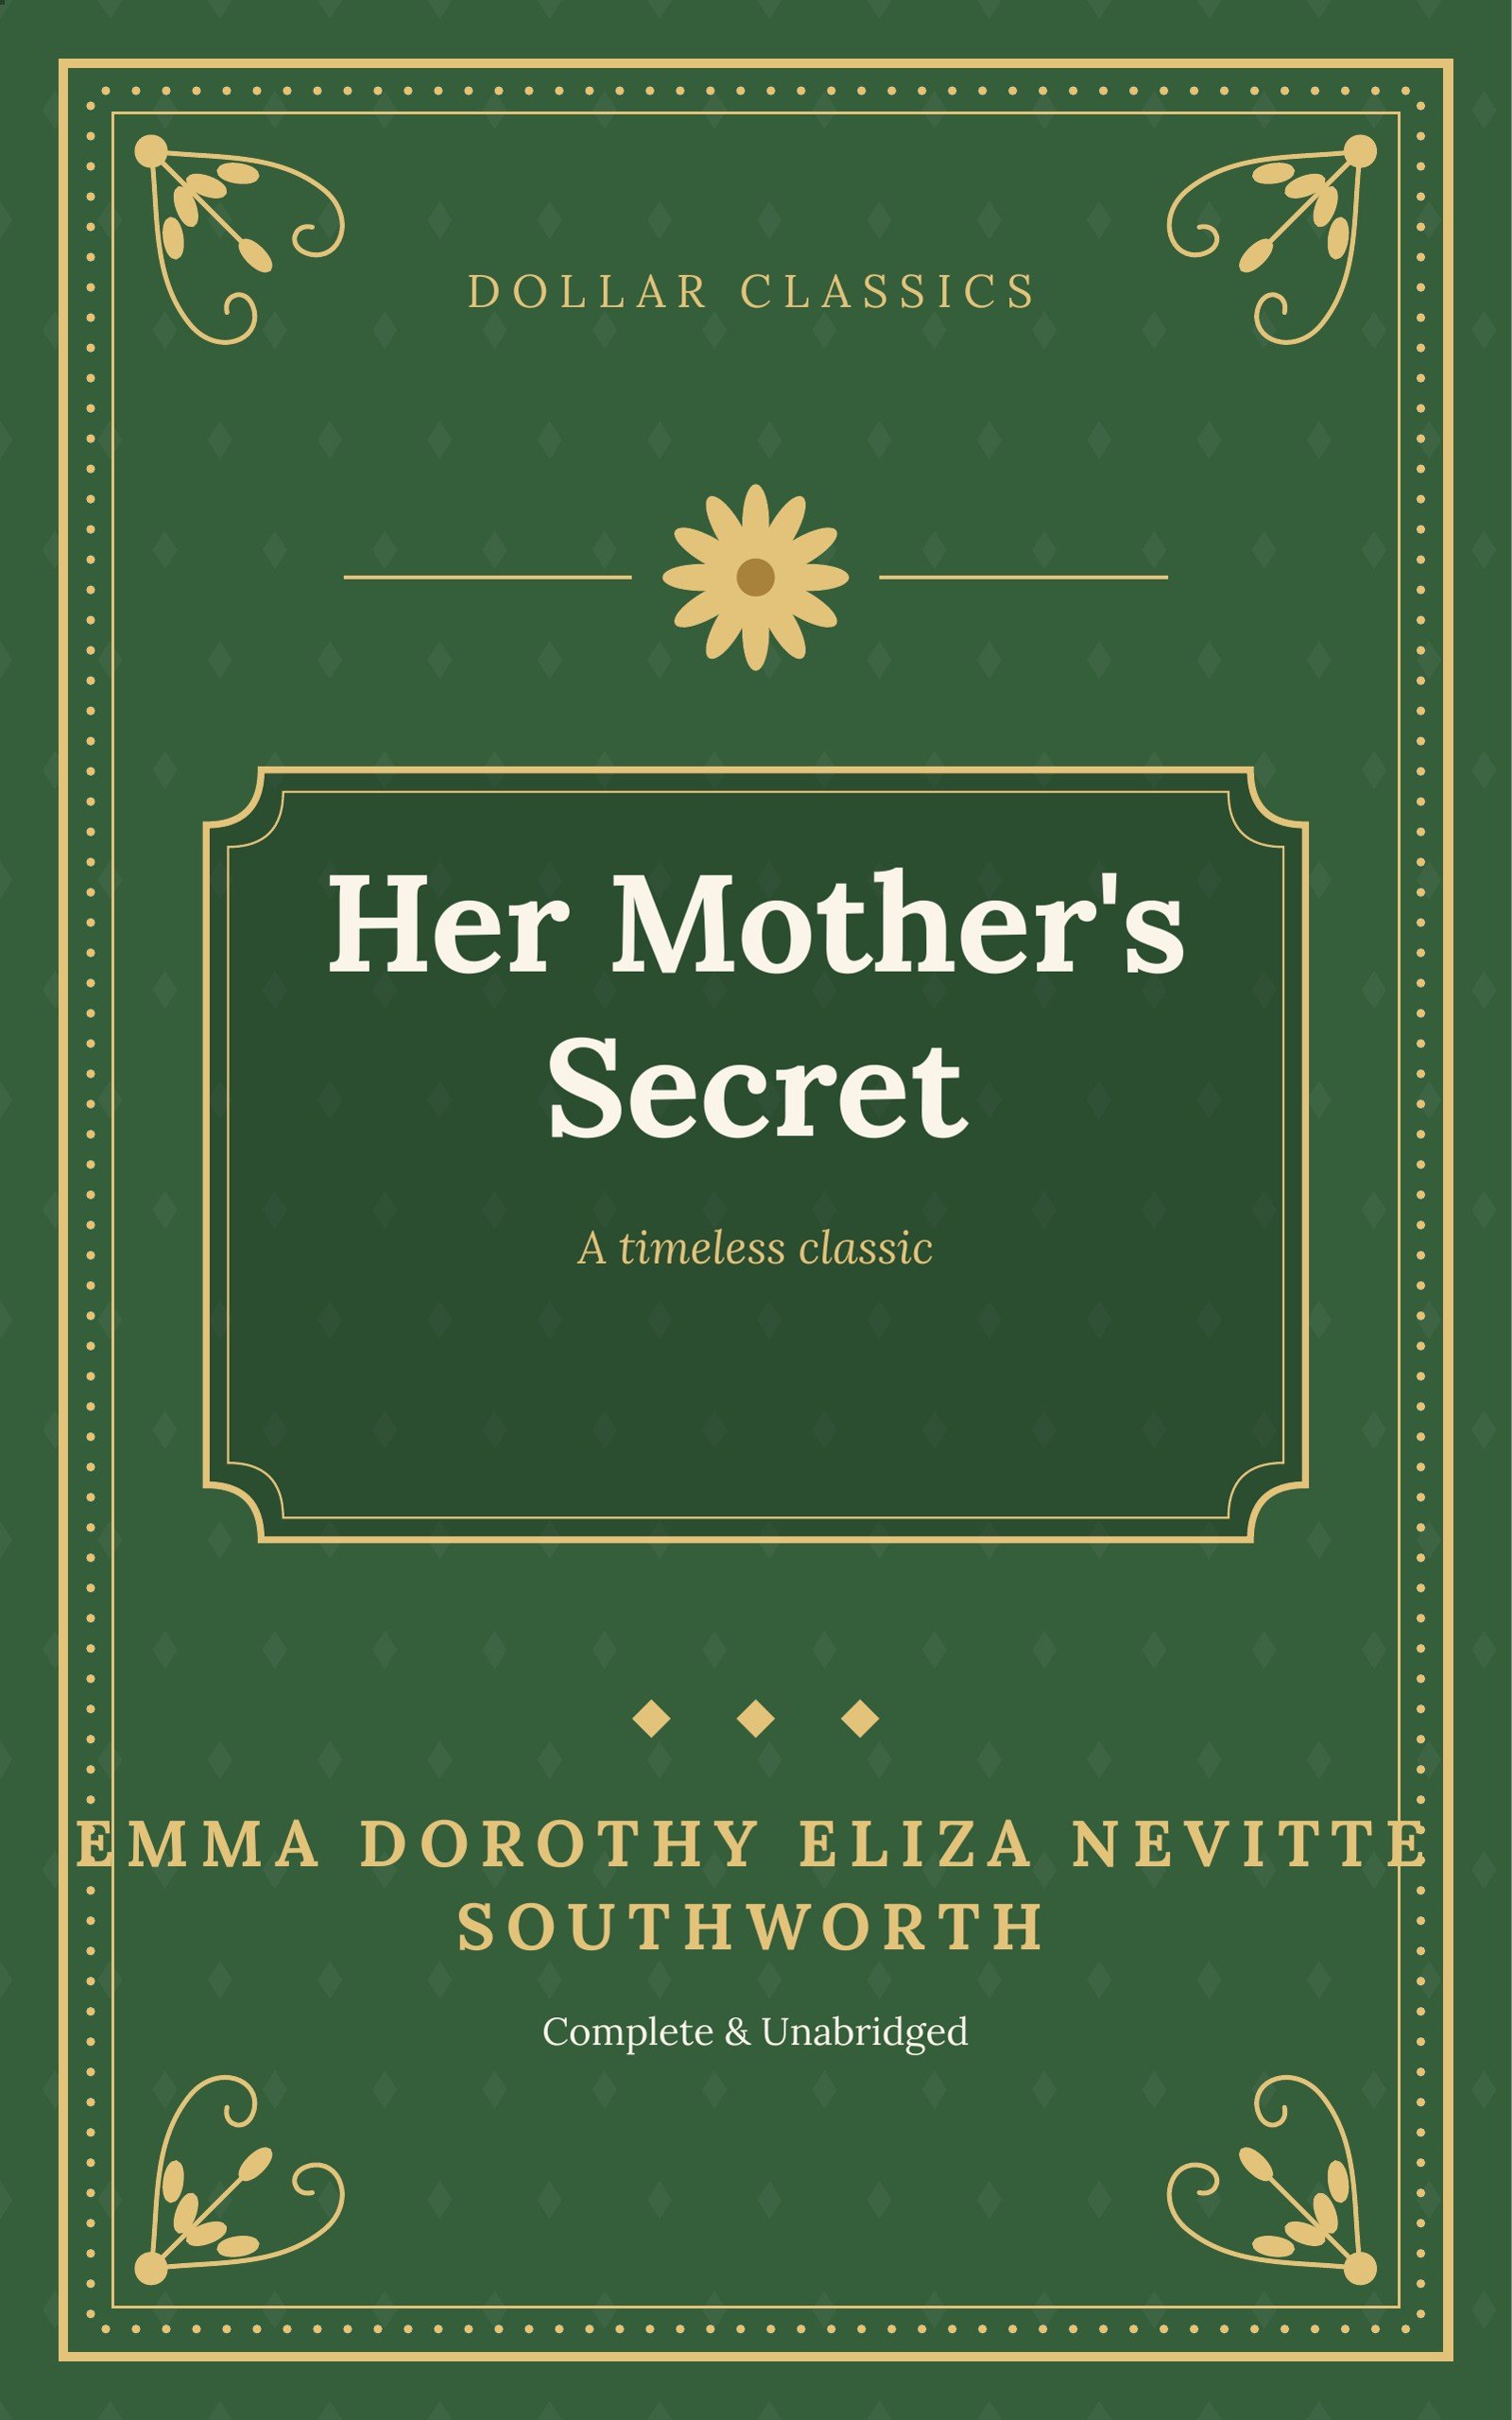 DOLLAR CLASSICS
Her Mother's
Secret
A timeless classic
EMMA DOROTHY ELIZA NEVITTE
SOUTHWORTH
Complete & Unabridged